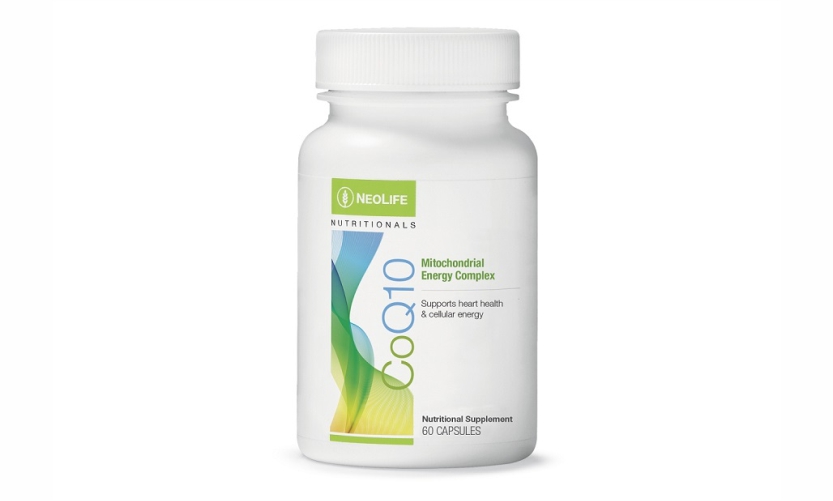 NEOLIFE
NUTRITIONALS
CoQ10
Mitochondrial
Energy Complex
Supports heart health
& cellular energy
Nutritional Supplement
60 CAPSULES